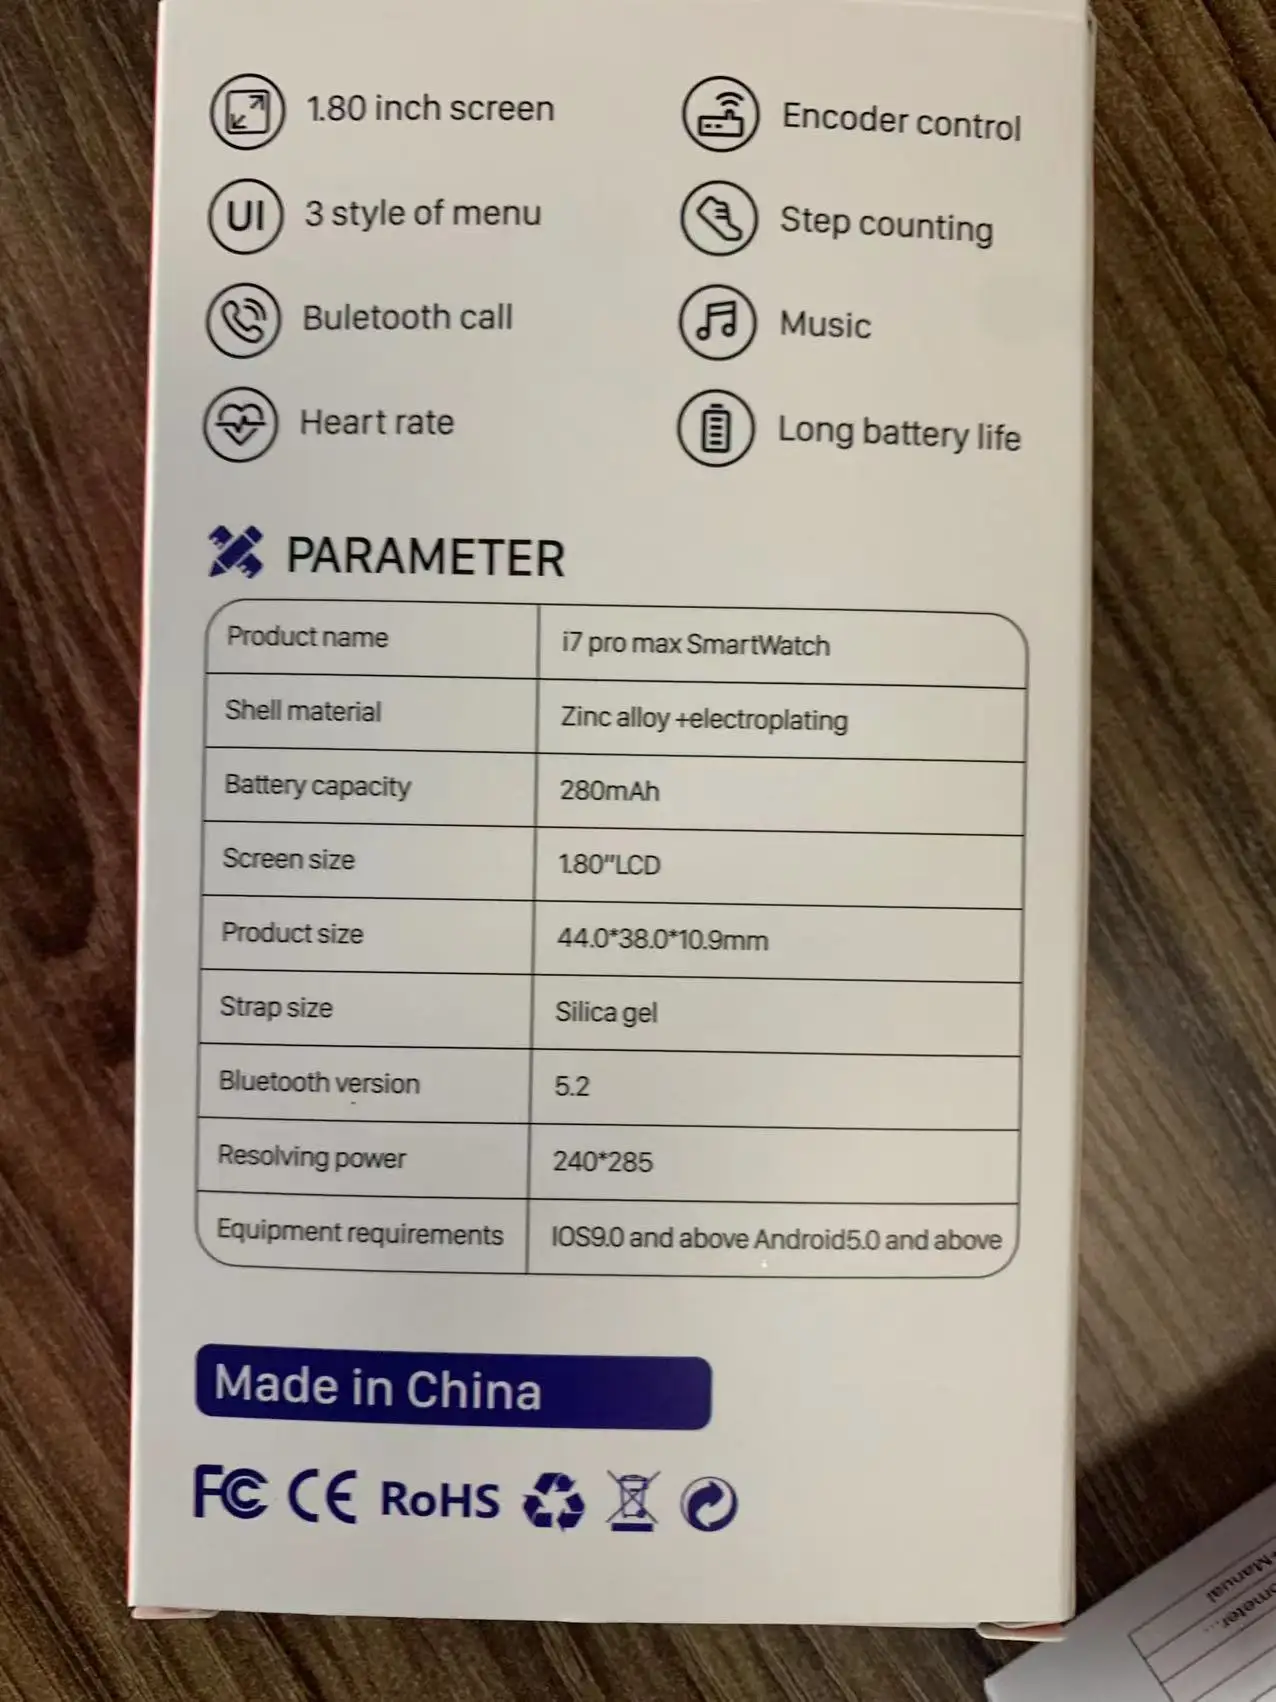 1.80 inch screen
Encoder control
UI
3 style of menu
Step counting
Buletooth call
Music
Heart rate
Long battery life
PARAMETER
Product name
i7 pro max SmartWatch
Shell material
Zinc alloy +electroplating
Battery capacity
280mAh
Screen size
1.80"LCD
Product size
44.0*38.0*10.9mm
Strap size
Silica gel
Bluetooth version
5.2
Resolving power
240*285
Equipment requirements
IOS9.0 and above Android5.0 and above
Made in China
FC CE RoHS
Manual